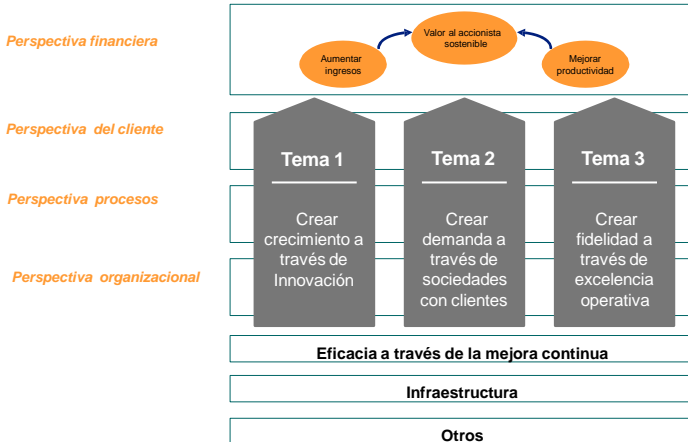 Perspectiva financiera
Valor al accionista
sostenible
Aumentar
ingresos
Mejorar
productividad
Perspectiva del cliente
Tema 1
Tema 2
Tema 3
Perspectiva procesos
Crear
crecimiento a
través de
Innovación
Crear
demanda a
través de
sociedades
con clientes
Crear
fidelidad a
través de
excelencia
operativa
Perspectiva organizacional
Eficacia a través de la mejora continua
Infraestructura
Otros